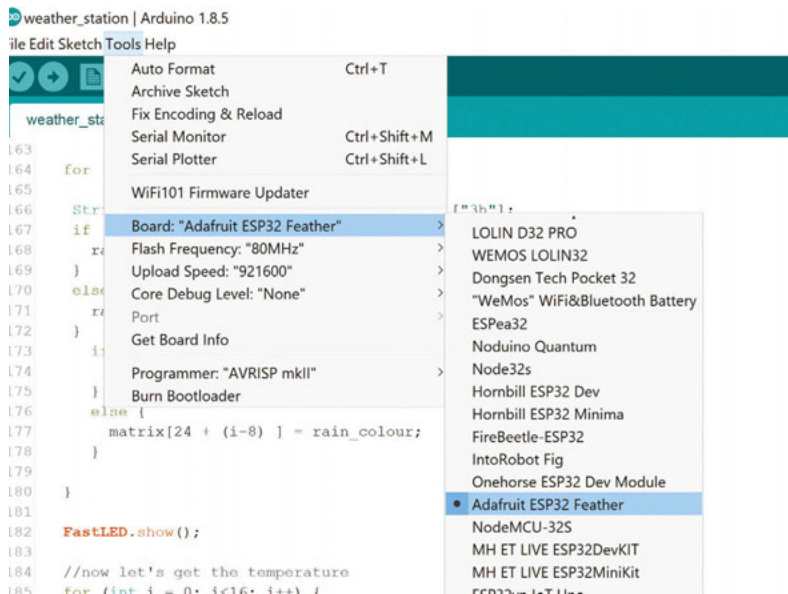 weather_station | Arduino 1.8.5
ile Edit Sketch Tools Help
Auto Format Ctrl+T
Archive Sketch
Fix Encoding & Reload
Serial Monitor Ctrl+Shift+M
Serial Plotter Ctrl+Shift+L
WiFi101 Firmware Updater
Board: "Adafruit ESP32 Feather"
Flash Frequency: "80MHz"
Upload Speed: "921600"
Core Debug Level: "None"
Port
Get Board Info
Programmer: "AVRISP mkII"
Burn Bootloader
LOLIN D32 PRO
WEMOS LOLIN32
Dongsen Tech Pocket 32
"WeMos" WiFi&Bluetooth Battery
ESPea32
Noduino Quantum
Node32s
Hornbill ESP32 Dev
Hornbill ESP32 Minima
FireBeetle-ESP32
IntoRobot Fig
Onehorse ESP32 Dev Module
Adafruit ESP32 Feather
NodeMCU-32S
MH ET LIVE ESP32DevKIT
MH ET LIVE ESP32MiniKit
weather_sta
163
164 for
165
166 Str ["3h"];
167 if
168 ra
169 }
170 else
171 ra
172 }
173 i
174
175 }
176 else {
177 matrix[24 + (i-8) ] = rain_colour;
178 }
179
180 }
181
182 FastLED.show();
183
184 //now let's get the temperature
185 for (int i = 0; i<16; i++) {